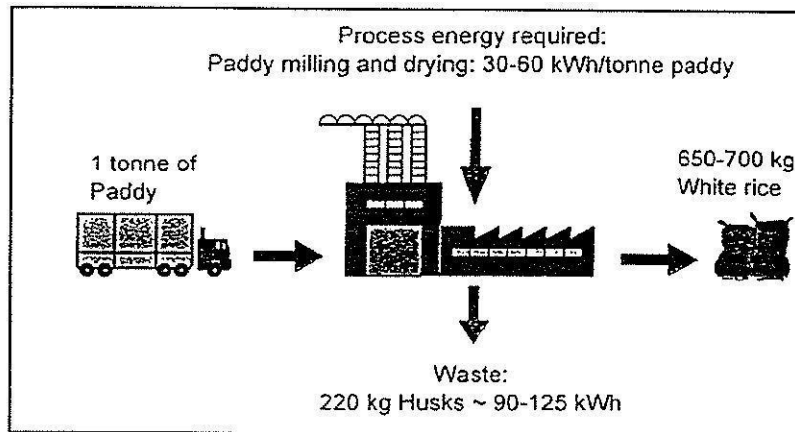 Process energy required:
Paddy milling and drying: 30-60 kWh/tonne paddy
1 tonne of
Paddy
650-700 kg
White rice
Waste:
220 kg Husks ~ 90-125 kWh